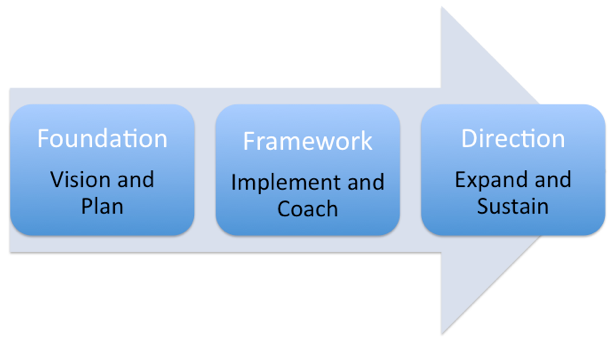 Foundation
Vision and
Plan
Framework
Implement and
Coach
Direction
Expand and
Sustain